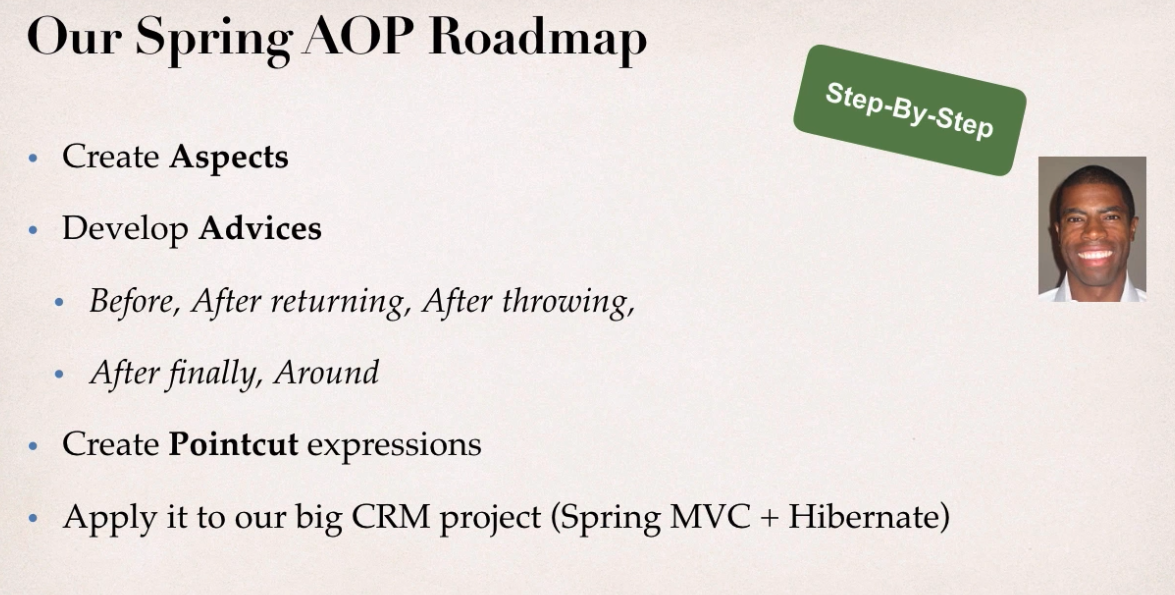 Our Spring AOP Roadmap
Step-By-Step
• Create Aspects
• Develop Advices
• Before, After returning, After throwing,
• After finally, Around
• Create Pointcut expressions
• Apply it to our big CRM project (Spring MVC + Hibernate)